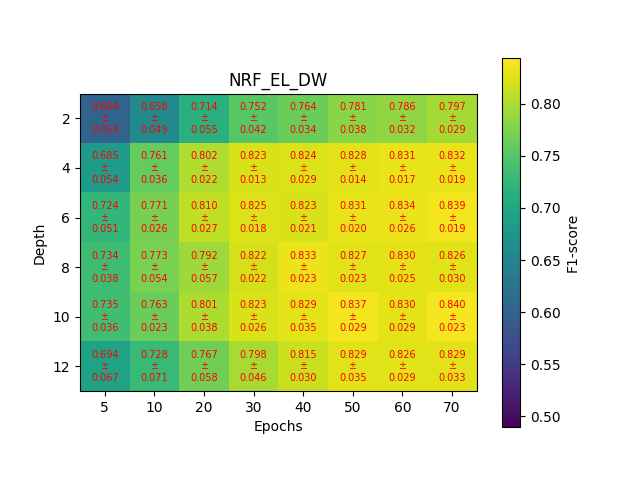 NRF_EL_DW
0.604 0.658 0.714 0.752 0.764 0.781 0.786 0.797
± ± ± ± ± ± ± ±
0.054 0.049 0.055 0.042 0.034 0.038 0.032 0.029
0.685 0.761 0.802 0.823 0.824 0.828 0.831 0.832
± ± ± ± ± ± ± ±
0.054 0.036 0.022 0.013 0.029 0.014 0.017 0.019
0.724 0.771 0.810 0.825 0.823 0.831 0.834 0.839
± ± ± ± ± ± ± ±
0.051 0.026 0.027 0.018 0.021 0.020 0.026 0.019
0.734 0.773 0.792 0.822 0.833 0.827 0.830 0.826
± ± ± ± ± ± ± ±
0.038 0.054 0.057 0.022 0.023 0.023 0.025 0.030
0.735 0.763 0.801 0.823 0.829 0.837 0.830 0.840
± ± ± ± ± ± ± ±
0.036 0.023 0.038 0.026 0.035 0.029 0.029 0.023
0.694 0.728 0.767 0.798 0.815 0.829 0.826 0.829
± ± ± ± ± ± ± ±
0.067 0.071 0.058 0.046 0.030 0.035 0.029 0.033
2
4
6
8
10
12
Depth
5 10 20 30 40 50 60 70
Epochs
0.80
0.75
0.70
0.65
0.60
0.55
0.50
F1-score